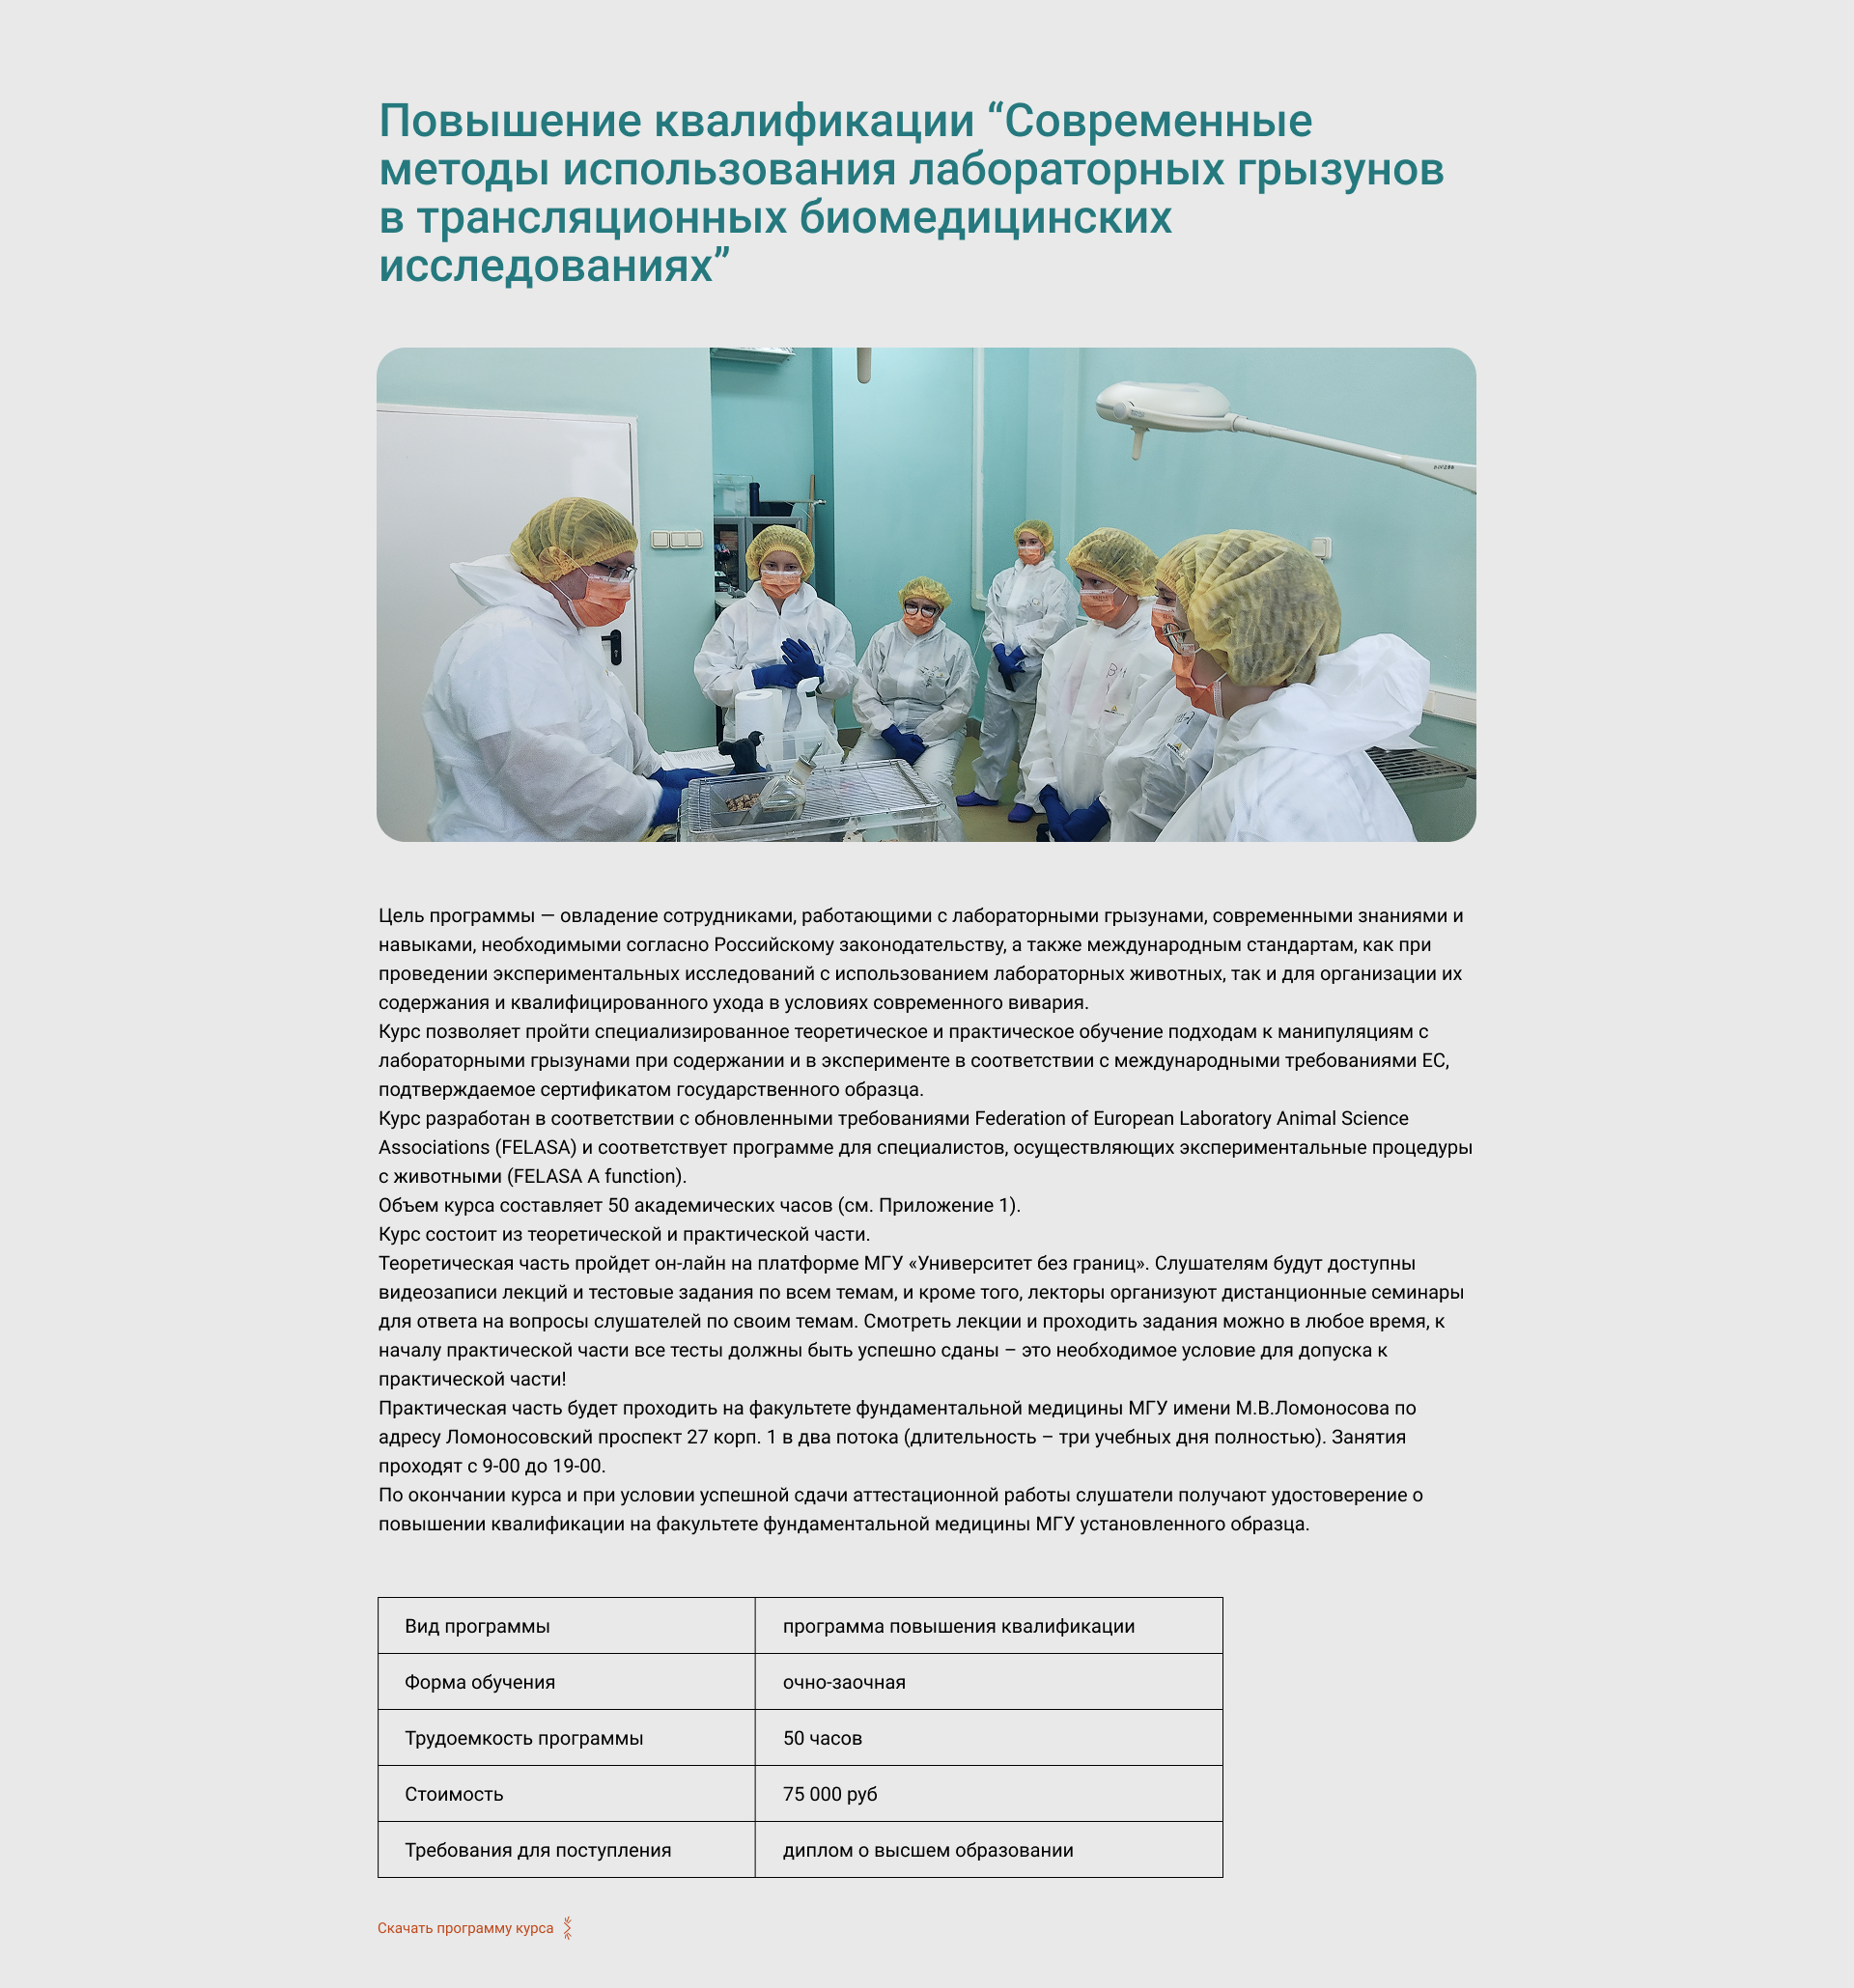 Повышение квалификации “Современные
методы использования лабораторных грызунов
в трансляционных биомедицинских
исследованиях”
Цель программы — овладение сотрудниками, работающими с лабораторными грызунами, современными знаниями и
навыками, необходимыми согласно Российскому законодательству, а также международным стандартам, как при
проведении экспериментальных исследований с использованием лабораторных животных, так и для организации их
содержания и квалифицированного ухода в условиях современного вивария.
Курс позволяет пройти специализированное теоретическое и практическое обучение подходам к манипуляциям с
лабораторными грызунами при содержании и в эксперименте в соответствии с международными требованиями ЕС,
подтверждаемое сертификатом государственного образца.
Курс разработан в соответствии с обновленными требованиями Federation of European Laboratory Animal Science
Associations (FELASA) и соответствует программе для специалистов, осуществляющих экспериментальные процедуры
с животными (FELASA A function).
Объем курса составляет 50 академических часов (см. Приложение 1).
Курс состоит из теоретической и практической части.
Теоретическая часть пройдет он-лайн на платформе МГУ «Университет без границ». Слушателям будут доступны
видеозаписи лекций и тестовые задания по всем темам, и кроме того, лекторы организуют дистанционные семинары
для ответа на вопросы слушателей по своим темам. Смотреть лекции и проходить задания можно в любое время, к
началу практической части все тесты должны быть успешно сданы – это необходимое условие для допуска к
практической части!
Практическая часть будет проходить на факультете фундаментальной медицины МГУ имени М.В.Ломоносова по
адресу Ломоносовский проспект 27 корп. 1 в два потока (длительность – три учебных дня полностью). Занятия
проходят с 9-00 до 19-00.
По окончании курса и при условии успешной сдачи аттестационной работы слушатели получают удостоверение о
повышении квалификации на факультете фундаментальной медицины МГУ установленного образца.
Вид программы программа повышения квалификации
Форма обучения очно-заочная
Трудоемкость программы 50 часов
Стоимость 75 000 руб
Требования для поступления диплом о высшем образовании
Скачать программу курса